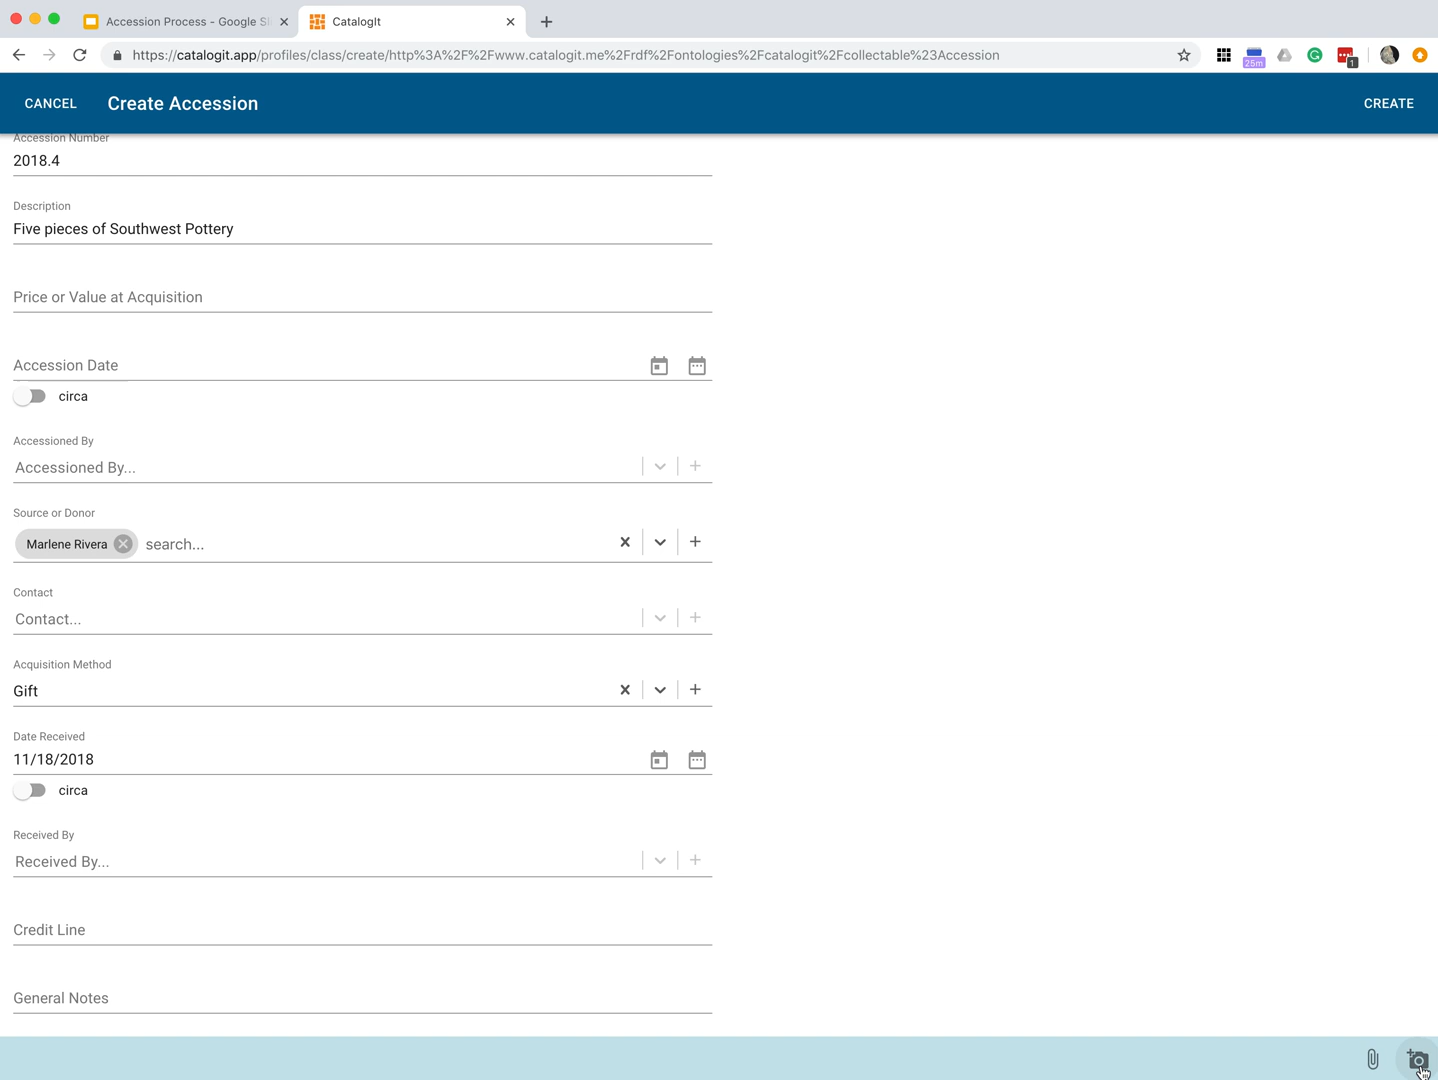 Accession Process - Google Sl
CatalogIt
https://catalogit.app/profiles/class/create/http%3A%2F%2Fwww.catalogit.me%2Frdf%2Fontologies%2Fcatalogit%2Fcollectable%23Accession
25m
1
CANCEL
Create Accession
CREATE
Accession Number
2018.4
Description
Five pieces of Southwest Pottery
Price or Value at Acquisition
Accession Date
circa
Accessioned By
Accessioned By...
Source or Donor
Marlene Rivera search...
Contact
Contact...
Acquisition Method
Gift
Date Received
11/18/2018
circa
Received By
Received By...
Credit Line
General Notes